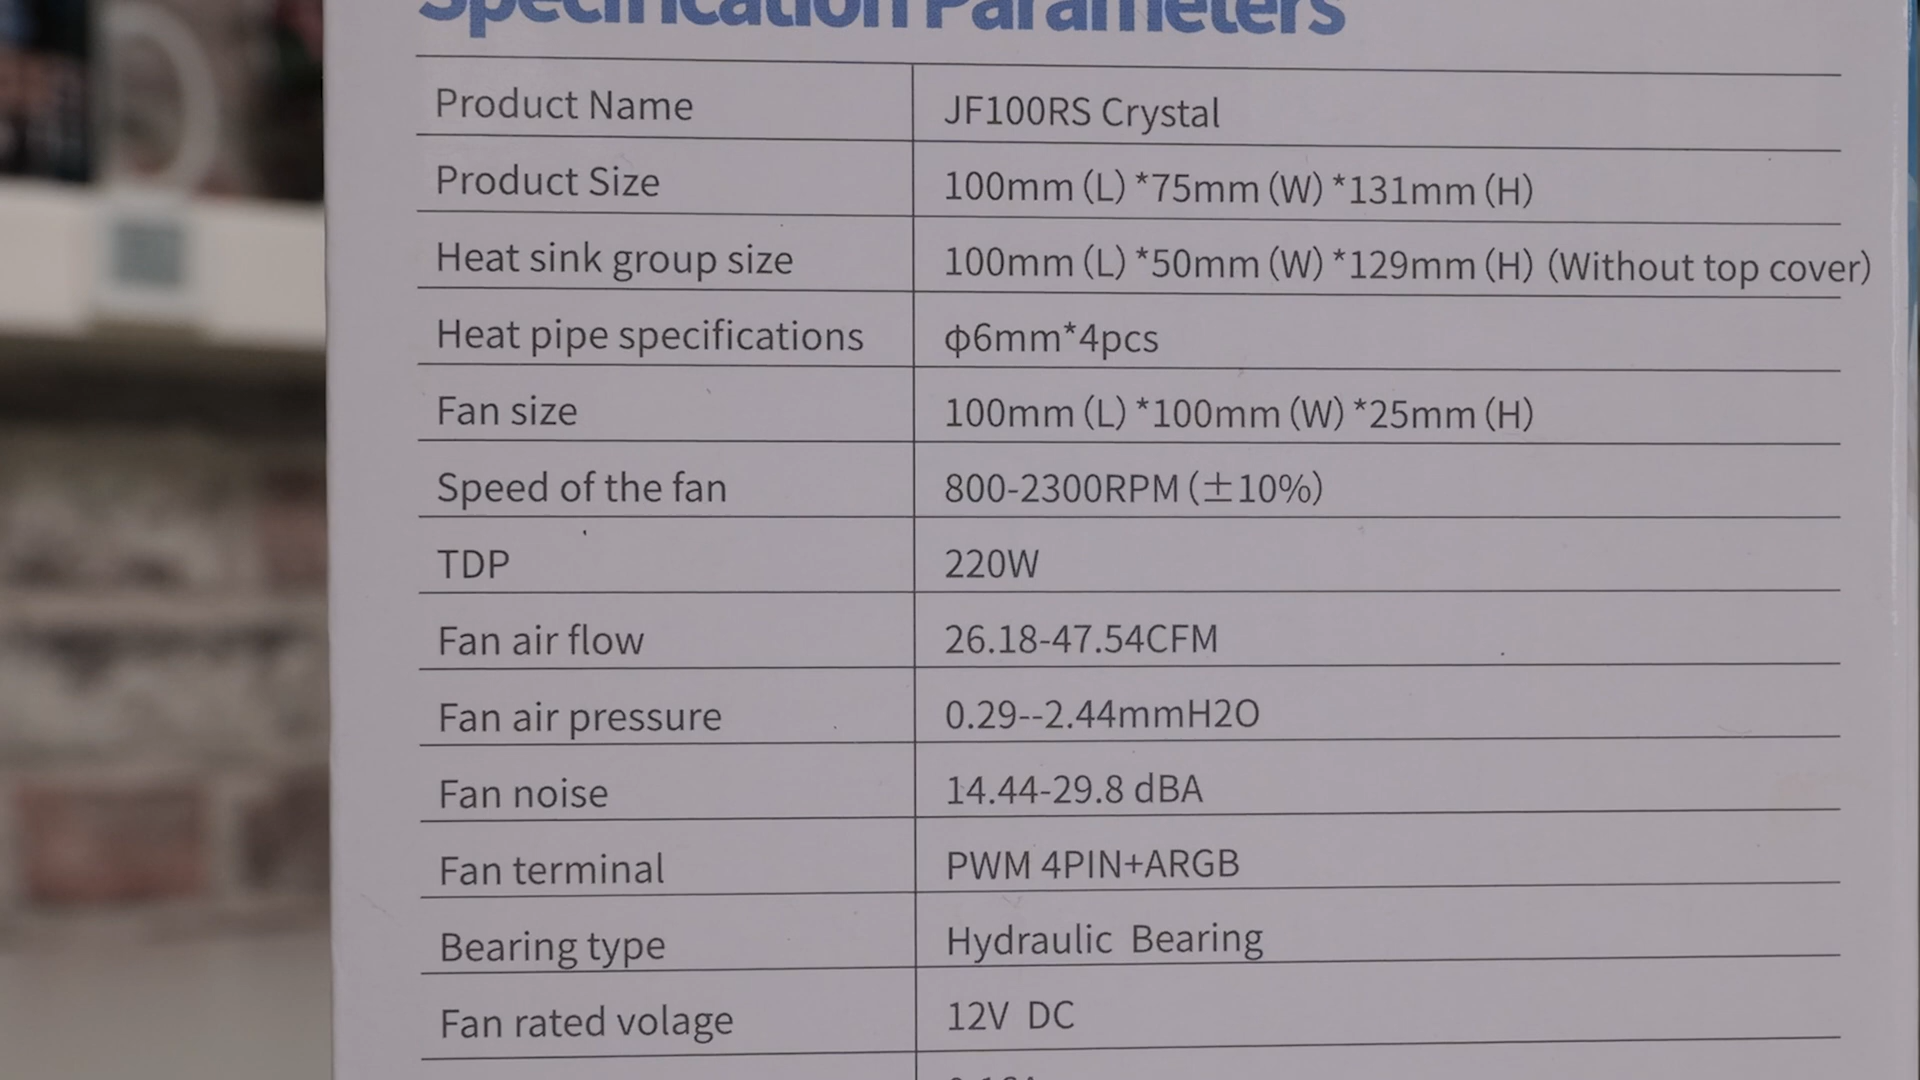 Specification Parameters
Product Name JF100RS Crystal
Product Size 100mm (L) *75mm (W) *131mm (H)
Heat sink group size 100mm (L) *50mm (W) *129mm (H) (Without top cover)
Heat pipe specifications ф6mm*4pcs
Fan size 100mm (L) *100mm (W) *25mm (H)
Speed of the fan 800-2300RPM (±10%)
TDP 220W
Fan air flow 26.18-47.54CFM
Fan air pressure 0.29--2.44mmH2O
Fan noise 14.44-29.8 dBA
Fan terminal PWM 4PIN+ARGB
Bearing type Hydraulic Bearing
Fan rated volage 12V DC